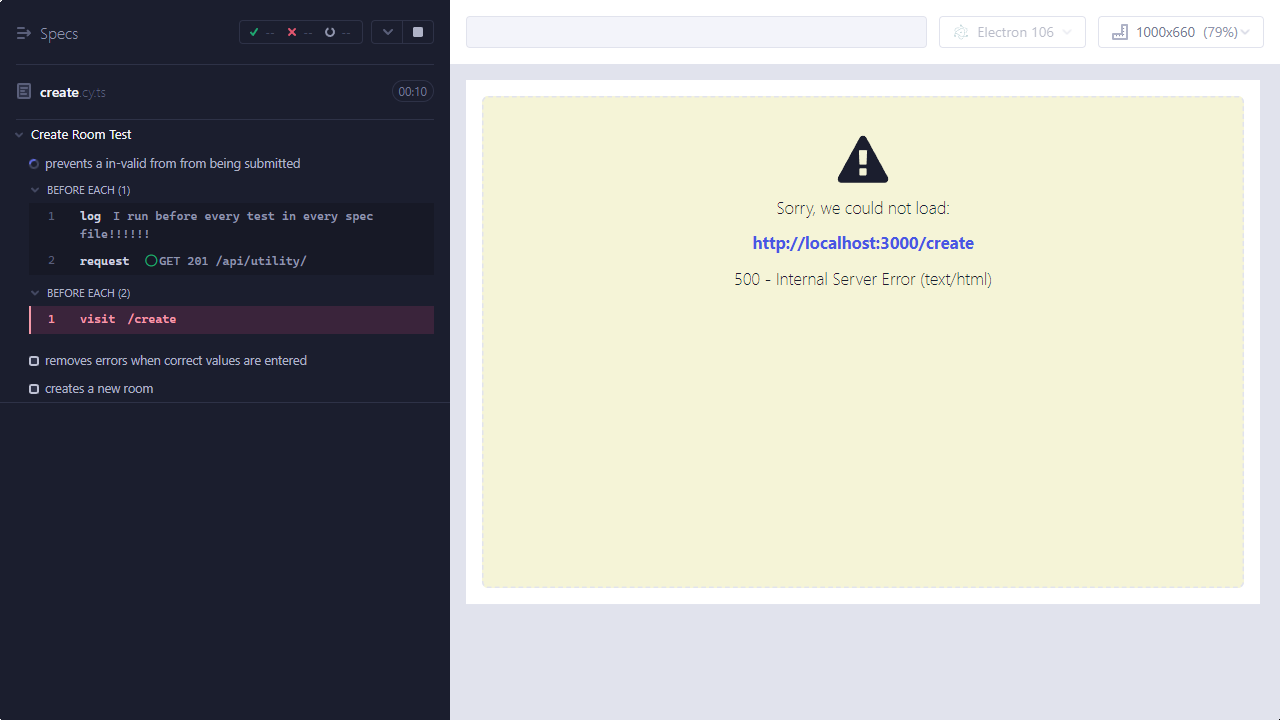 Specs
-- -- --
create.cy.ts
00:10
Create Room Test
prevents a in-valid from from being submitted
BEFORE EACH (1)
1 log I run before every test in every spec
file!!!!!!
2 request GET 201 /api/utility/
BEFORE EACH (2)
1 visit /create
removes errors when correct values are entered
creates a new room
Electron 106
1000x660 (79%)
Sorry, we could not load:
http://localhost:3000/create
500 - Internal Server Error (text/html)